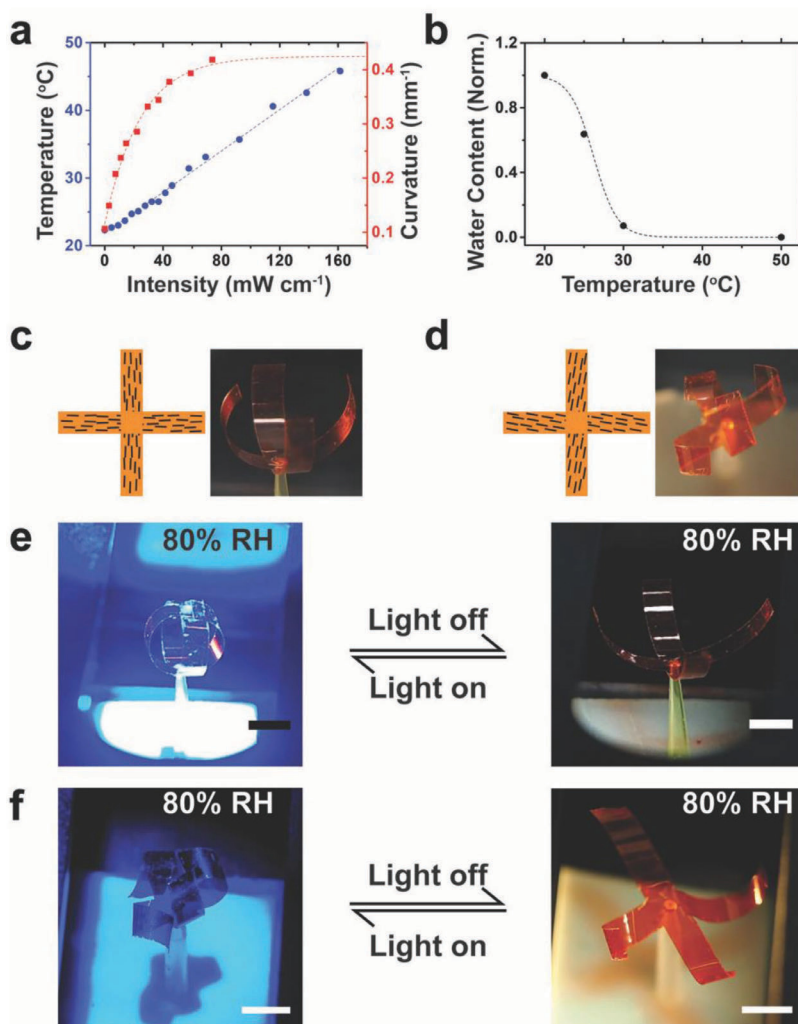 a
50
40
30
20
Temperature (°C)
0.4
0.3
0.2
0.1
Curvature (mm⁻¹)
0 40 80 120 160
Intensity (mW cm⁻¹)
b
1.2
0.8
0.4
0.0
Water Content (Norm.)
20 30 40 50
Temperature (°C)
c
d
e
80% RH
Light off
Light on
80% RH
f
80% RH
Light off
Light on
80% RH